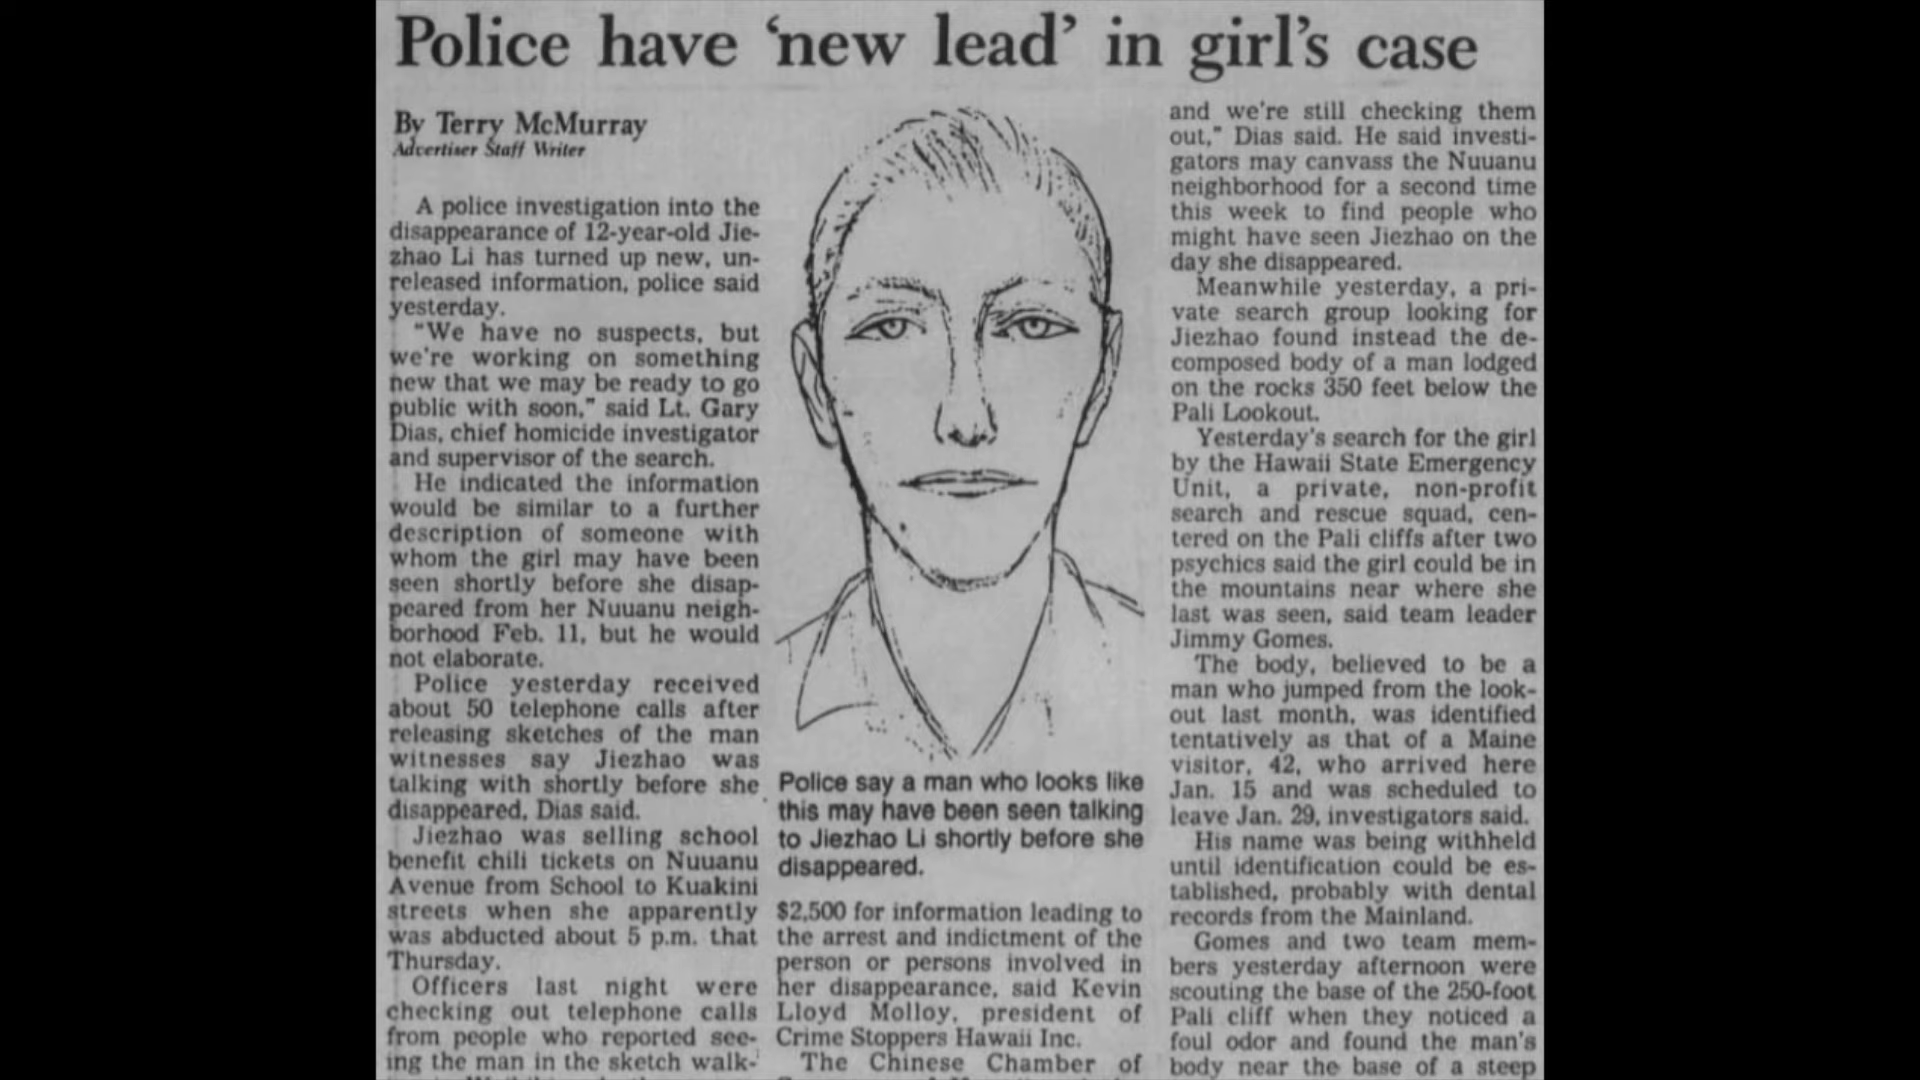 Police have ‘new lead’ in girl’s case
By Terry McMurray
Advertiser Staff Writer
A police investigation into the
disappearance of 12-year-old Jie-
zhao Li has turned up new, un-
released information, police said
yesterday.
"We have no suspects, but
we're working on something
new that we may be ready to go
public with soon," said Lt. Gary
Dias, chief homicide investigator
and supervisor of the search.
He indicated the information
would be similar to a further
description of someone with
whom the girl may have been
seen shortly before she disap-
peared from her Nuuanu neigh-
borhood Feb. 11, but he would
not elaborate.
Police yesterday received
about 50 telephone calls after
releasing sketches of the man
witnesses say Jiezhao was
talking with shortly before she
disappeared, Dias said.
Jiezhao was selling school
benefit chili tickets on Nuuanu
Avenue from School to Kuakini
streets when she apparently
was abducted about 5 p.m. that
Thursday.
Officers last night were
checking out telephone calls
from people who reported see-
ing the man in the sketch walk-
Police say a man who looks like
this may have been seen talking
to Jiezhao Li shortly before she
disappeared.
$2,500 for information leading to
the arrest and indictment of the
person or persons involved in
her disappearance, said Kevin
Lloyd Molloy, president of
Crime Stoppers Hawaii Inc.
The Chinese Chamber of
and we're still checking them
out," Dias said. He said investi-
gators may canvass the Nuuanu
neighborhood for a second time
this week to find people who
might have seen Jiezhao on the
day she disappeared.
Meanwhile yesterday, a pri-
vate search group looking for
Jiezhao found instead the de-
composed body of a man lodged
on the rocks 350 feet below the
Pali Lookout.
Yesterday's search for the girl
by the Hawaii State Emergency
Unit, a private, non-profit
search and rescue squad, cen-
tered on the Pali cliffs after two
psychics said the girl could be in
the mountains near where she
last was seen, said team leader
Jimmy Gomes.
The body, believed to be a
man who jumped from the look-
out last month, was identified
tentatively as that of a Maine
visitor, 42, who arrived here
Jan. 15 and was scheduled to
leave Jan. 29, investigators said.
His name was being withheld
until identification could be es-
tablished, probably with dental
records from the Mainland.
Gomes and two team mem-
bers yesterday afternoon were
scouting the base of the 250-foot
Pali cliff when they noticed a
foul odor and found the man's
body near the base of a steep